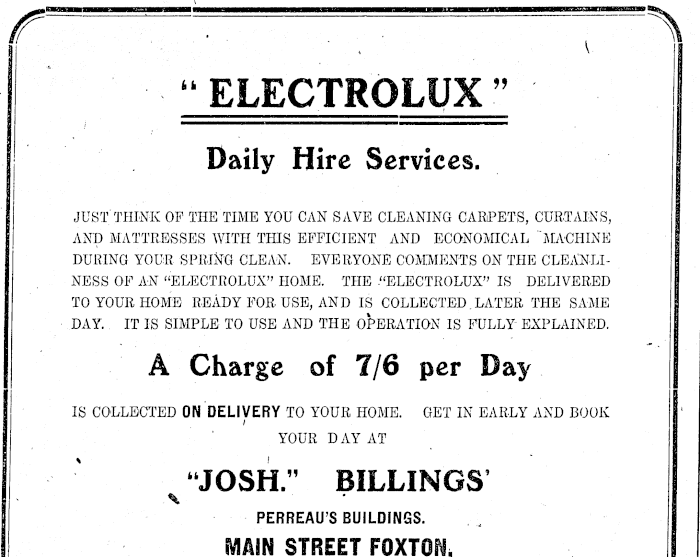 " ELECTROLUX "
Daily Hire Services.
JUST THINK OF THE TIME YOU CAN SAVE CLEANING CARPETS, CURTAINS,
AND MATTRESSES WITH THIS EFFICIENT AND ECONOMICAL MACHINE
DURING YOUR SPRING CLEAN. EVERYONE COMMENTS ON THE CLEANLI-
NESS OF AN "ELECTROLUX" HOME. THE "ELECTROLUX" IS DELIVERED
TO YOUR HOME READY FOR USE, AND IS COLLECTED LATER THE SAME
DAY. IT IS SIMPLE TO USE AND THE OPERATION IS FULLY EXPLAINED.
A Charge of 7/6 per Day
IS COLLECTED ON DELIVERY TO YOUR HOME. GET IN EARLY AND BOOK
YOUR DAY AT
"JOSH." BILLINGS'
PERREAU'S BUILDINGS.
MAIN STREET FOXTON.